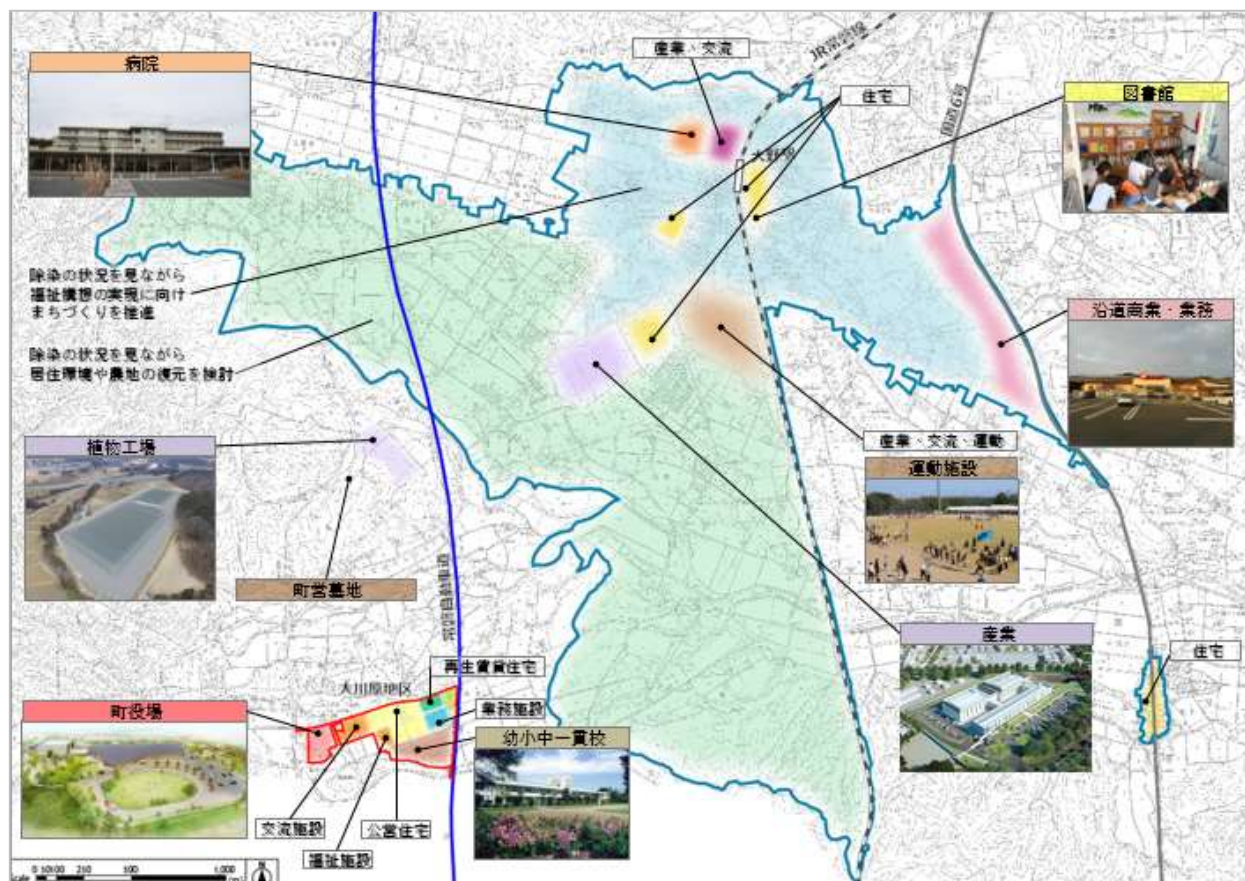 病院
産業、交流
JR常磐線
住宅
国道6号
図書館
大野駅
除染の状況を見ながら
福祉構想の実現に向け
まちづくりを推進
除染の状況を見ながら
居住環境や農地の復元を検討
沿道商業・業務
植物工場
産業、交流、運動
運動施設
町営墓地
常磐自動車道
産業
住宅
大川原地区
再生賃貸住宅
町役場
業務施設
幼小中一貫校
交流施設
公営住宅
福祉施設
N